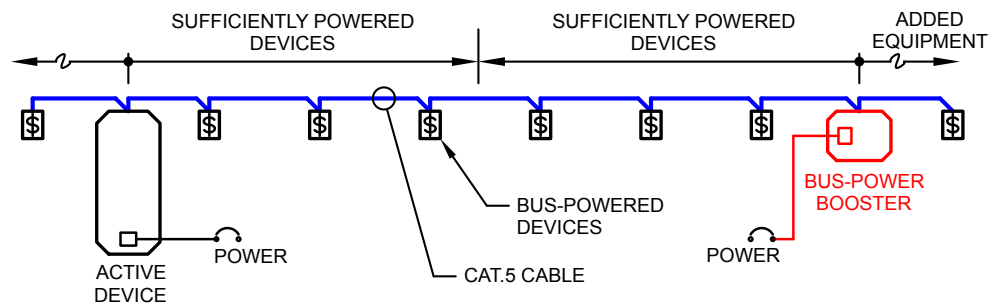 SUFFICIENTLY POWERED
DEVICES
SUFFICIENTLY POWERED
DEVICES
ADDED
EQUIPMENT
$
$
$
$
$
$
$
$
BUS-POWER
BOOSTER
BUS-POWERED
DEVICES
POWER
POWER
ACTIVE
DEVICE
CAT.5 CABLE